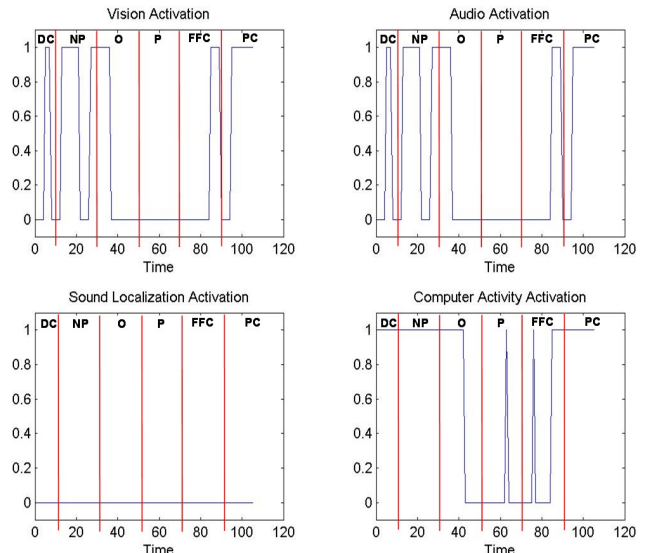 Vision Activation
DC NP O P FFC PC
1
0.8
0.6
0.4
0.2
0
0 20 40 60 80 100 120
Time
Audio Activation
DC NP O P FFC PC
1
0.8
0.6
0.4
0.2
0
0 20 40 60 80 100 120
Time
Sound Localization Activation
DC NP O P FFC PC
1
0.8
0.6
0.4
0.2
0
0 20 40 60 80 100 120
Time
Computer Activity Activation
DC NP O P FFC PC
1
0.8
0.6
0.4
0.2
0
0 20 40 60 80 100 120
Time